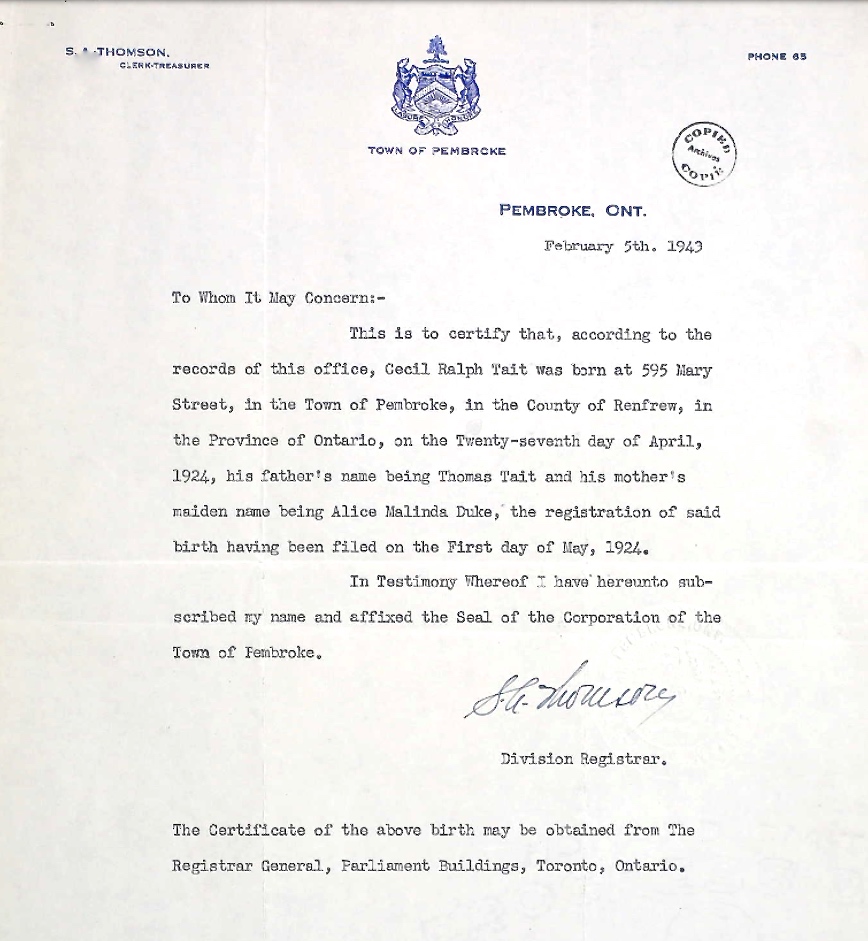 S. A. THOMSON,
CLERK-TREASURER
PHONE 65
TOWN OF PEMBROKE
COPIED
Archives
COPIÉ
PEMBROKE, ONT.
February 5th. 1943
To Whom It May Concern:-
This is to certify that, according to the
records of this office, Cecil Ralph Tait was born at 595 Mary
Street, in the Town of Pembroke, in the County of Renfrew, in
the Province of Ontario, on the Twenty-seventh day of April,
1924, his father's name being Thomas Tait and his mother's
maiden name being Alice Malinda Duke, the registration of said
birth having been filed on the First day of May, 1924.
In Testimony Whereof I have hereunto sub-
scribed my name and affixed the Seal of the Corporation of the
Town of Pembroke.
S.A. Thomson
Division Registrar.
The Certificate of the above birth may be obtained from The
Registrar General, Parliament Buildings, Toronto, Ontario.